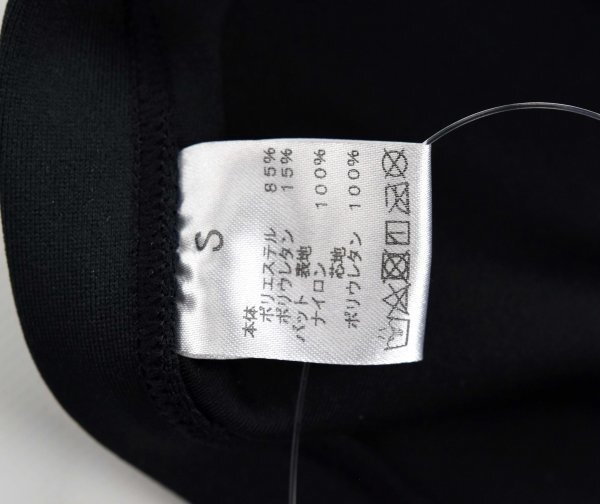 S
本体
ポリエステル 85%
ポリウレタン 15%
パット 表地
ナイロン 100%
芯地
ポリウレタン 100%